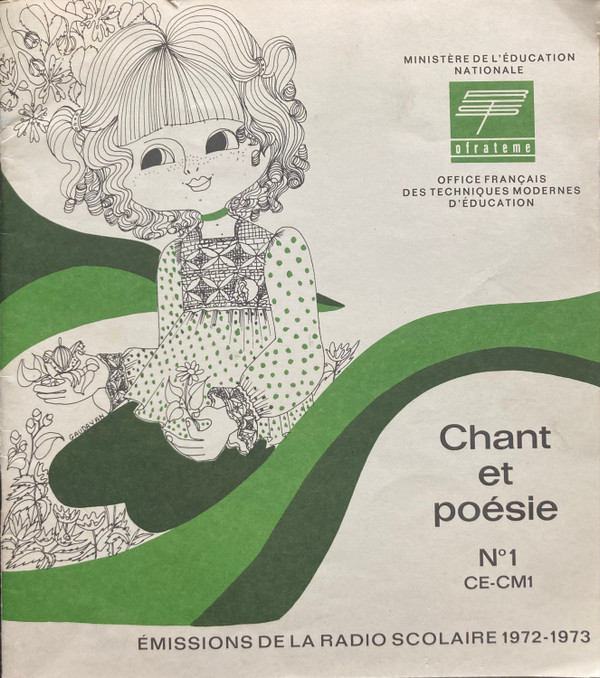 MINISTÈRE DE L'ÉDUCATION
NATIONALE
ofrateme
OFFICE FRANÇAIS
DES TECHNIQUES MODERNES
D'ÉDUCATION
GAUDAVEN
Chant
et
poésie
N°1
CE-CM1
ÉMISSIONS DE LA RADIO SCOLAIRE 1972-1973